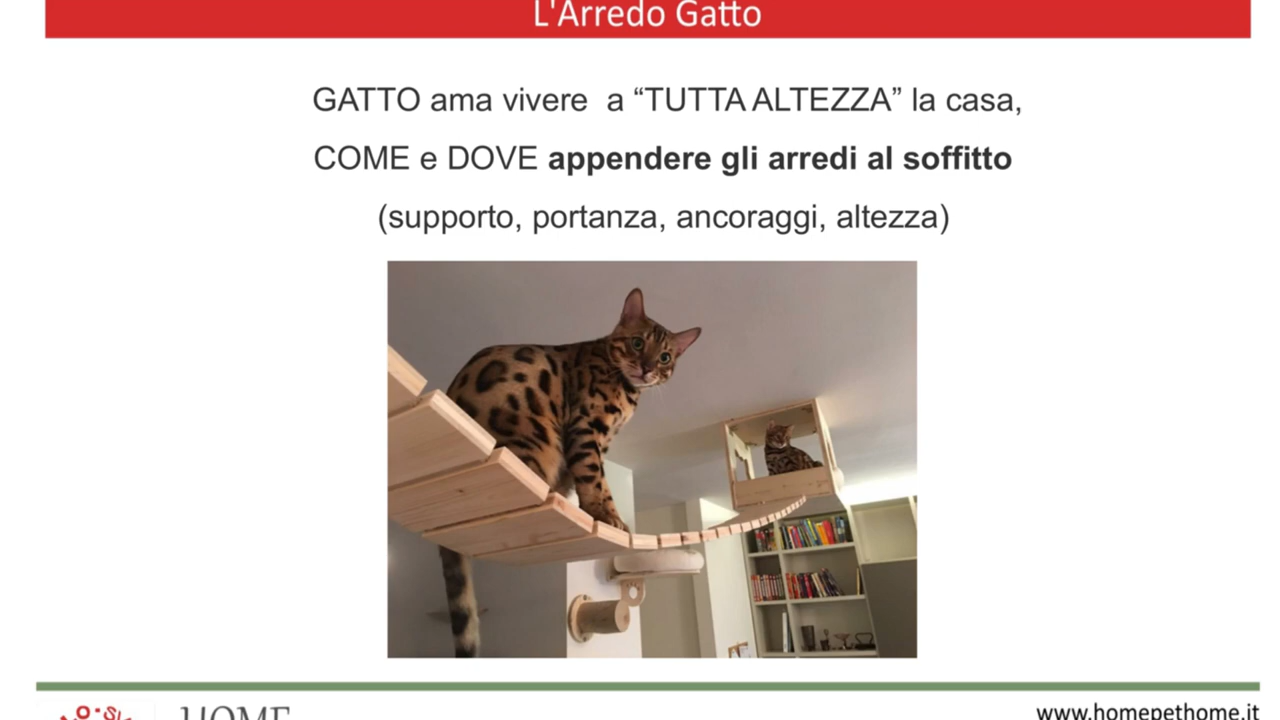 L'Arredo Gatto
GATTO ama vivere a “TUTTA ALTEZZA” la casa,
COME e DOVE appendere gli arredi al soffitto
(supporto, portanza, ancoraggi, altezza)
HOME
www.homepethome.it